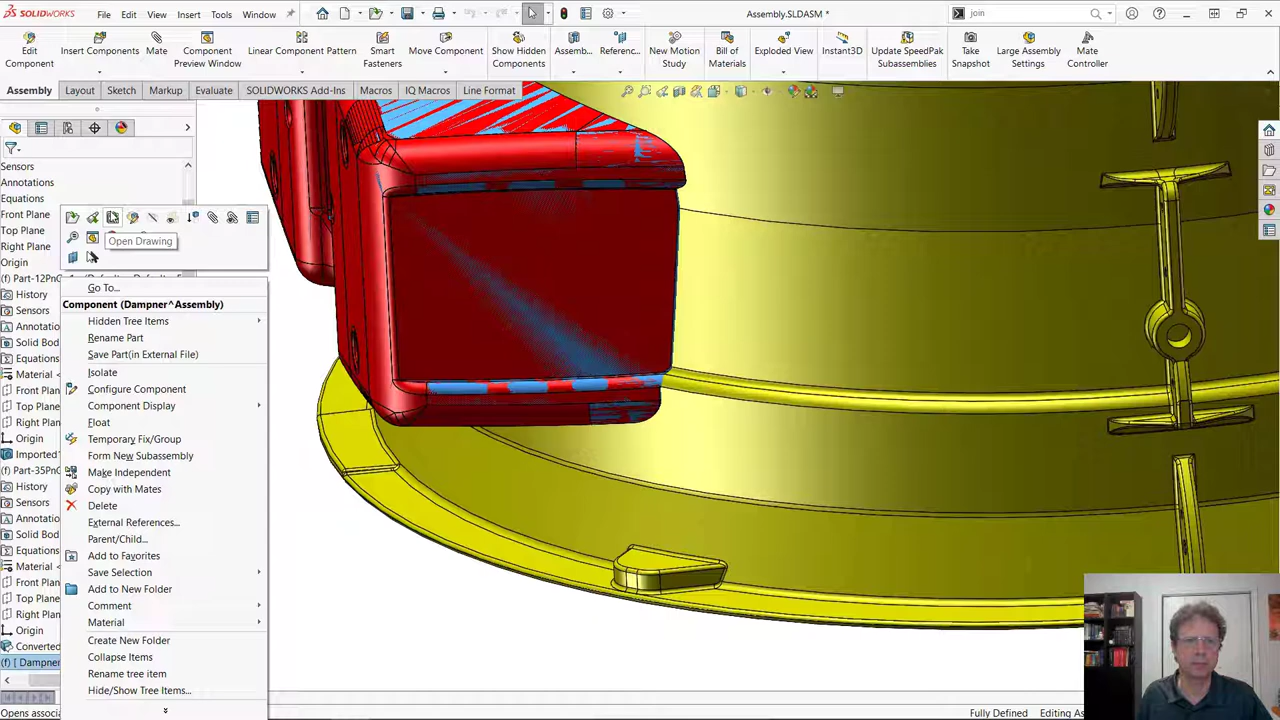 SOLIDWORKS File Edit View Insert Tools Window Assembly.SLDASM * join
Edit Component
Insert Components
Mate
Component Preview Window
Linear Component Pattern
Smart Fasteners
Move Component
Show Hidden Components
Assemb...
Referenc...
New Motion Study
Bill of Materials
Exploded View
Instant3D
Update SpeedPak Subassemblies
Take Snapshot
Large Assembly Settings
Mate Controller
Assembly Layout Sketch Markup Evaluate SOLIDWORKS Add-Ins Macros IQ Macros Line Format
Sensors
Annotations
Equations
Front Plane
Top Plane
Right Plane
Origin
History
Sensors
Annotatio
Solid Bod
Equations
Material
Front Plan
Top Plane
Right Plan
Origin
Imported1
(f) Part-35PnG
History
Sensors
Annotatio
Solid Bod
Equations
Material
Front Plan
Top Plane
Right Plan
Origin
Converted
(f) [ Dampner
Open Drawing
Go To...
Component (Dampner^Assembly)
Hidden Tree Items
Rename Part
Save Part(in External File)
Isolate
Configure Component
Component Display
Float
Temporary Fix/Group
Form New Subassembly
Make Independent
Copy with Mates
Delete
External References...
Parent/Child...
Add to Favorites
Save Selection
Add to New Folder
Comment
Material
Create New Folder
Collapse Items
Rename tree item
Hide/Show Tree Items...
Opens associ
Fully Defined Editing As